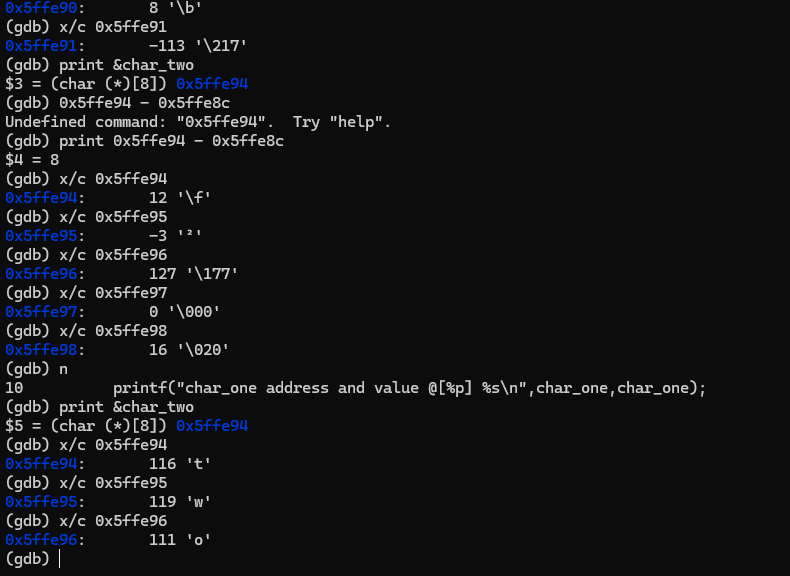 0x5ffe90:       8 '\b'
(gdb) x/c 0x5ffe91
0x5ffe91:       -113 '\217'
(gdb) print &char_two
$3 = (char (*)[8]) 0x5ffe94
(gdb) 0x5ffe94 - 0x5ffe8c
Undefined command: "0x5ffe94".  Try "help".
(gdb) print 0x5ffe94 - 0x5ffe8c
$4 = 8
(gdb) x/c 0x5ffe94
0x5ffe94:       12 '\f'
(gdb) x/c 0x5ffe95
0x5ffe95:       -3 '²'
(gdb) x/c 0x5ffe96
0x5ffe96:       127 '\177'
(gdb) x/c 0x5ffe97
0x5ffe97:       0 '\000'
(gdb) x/c 0x5ffe98
0x5ffe98:       16 '\020'
(gdb) n
10          printf("char_one address and value @[%p] %s\n",char_one,char_one);
(gdb) print &char_two
$5 = (char (*)[8]) 0x5ffe94
(gdb) x/c 0x5ffe94
0x5ffe94:       116 't'
(gdb) x/c 0x5ffe95
0x5ffe95:       119 'w'
(gdb) x/c 0x5ffe96
0x5ffe96:       111 'o'
(gdb)